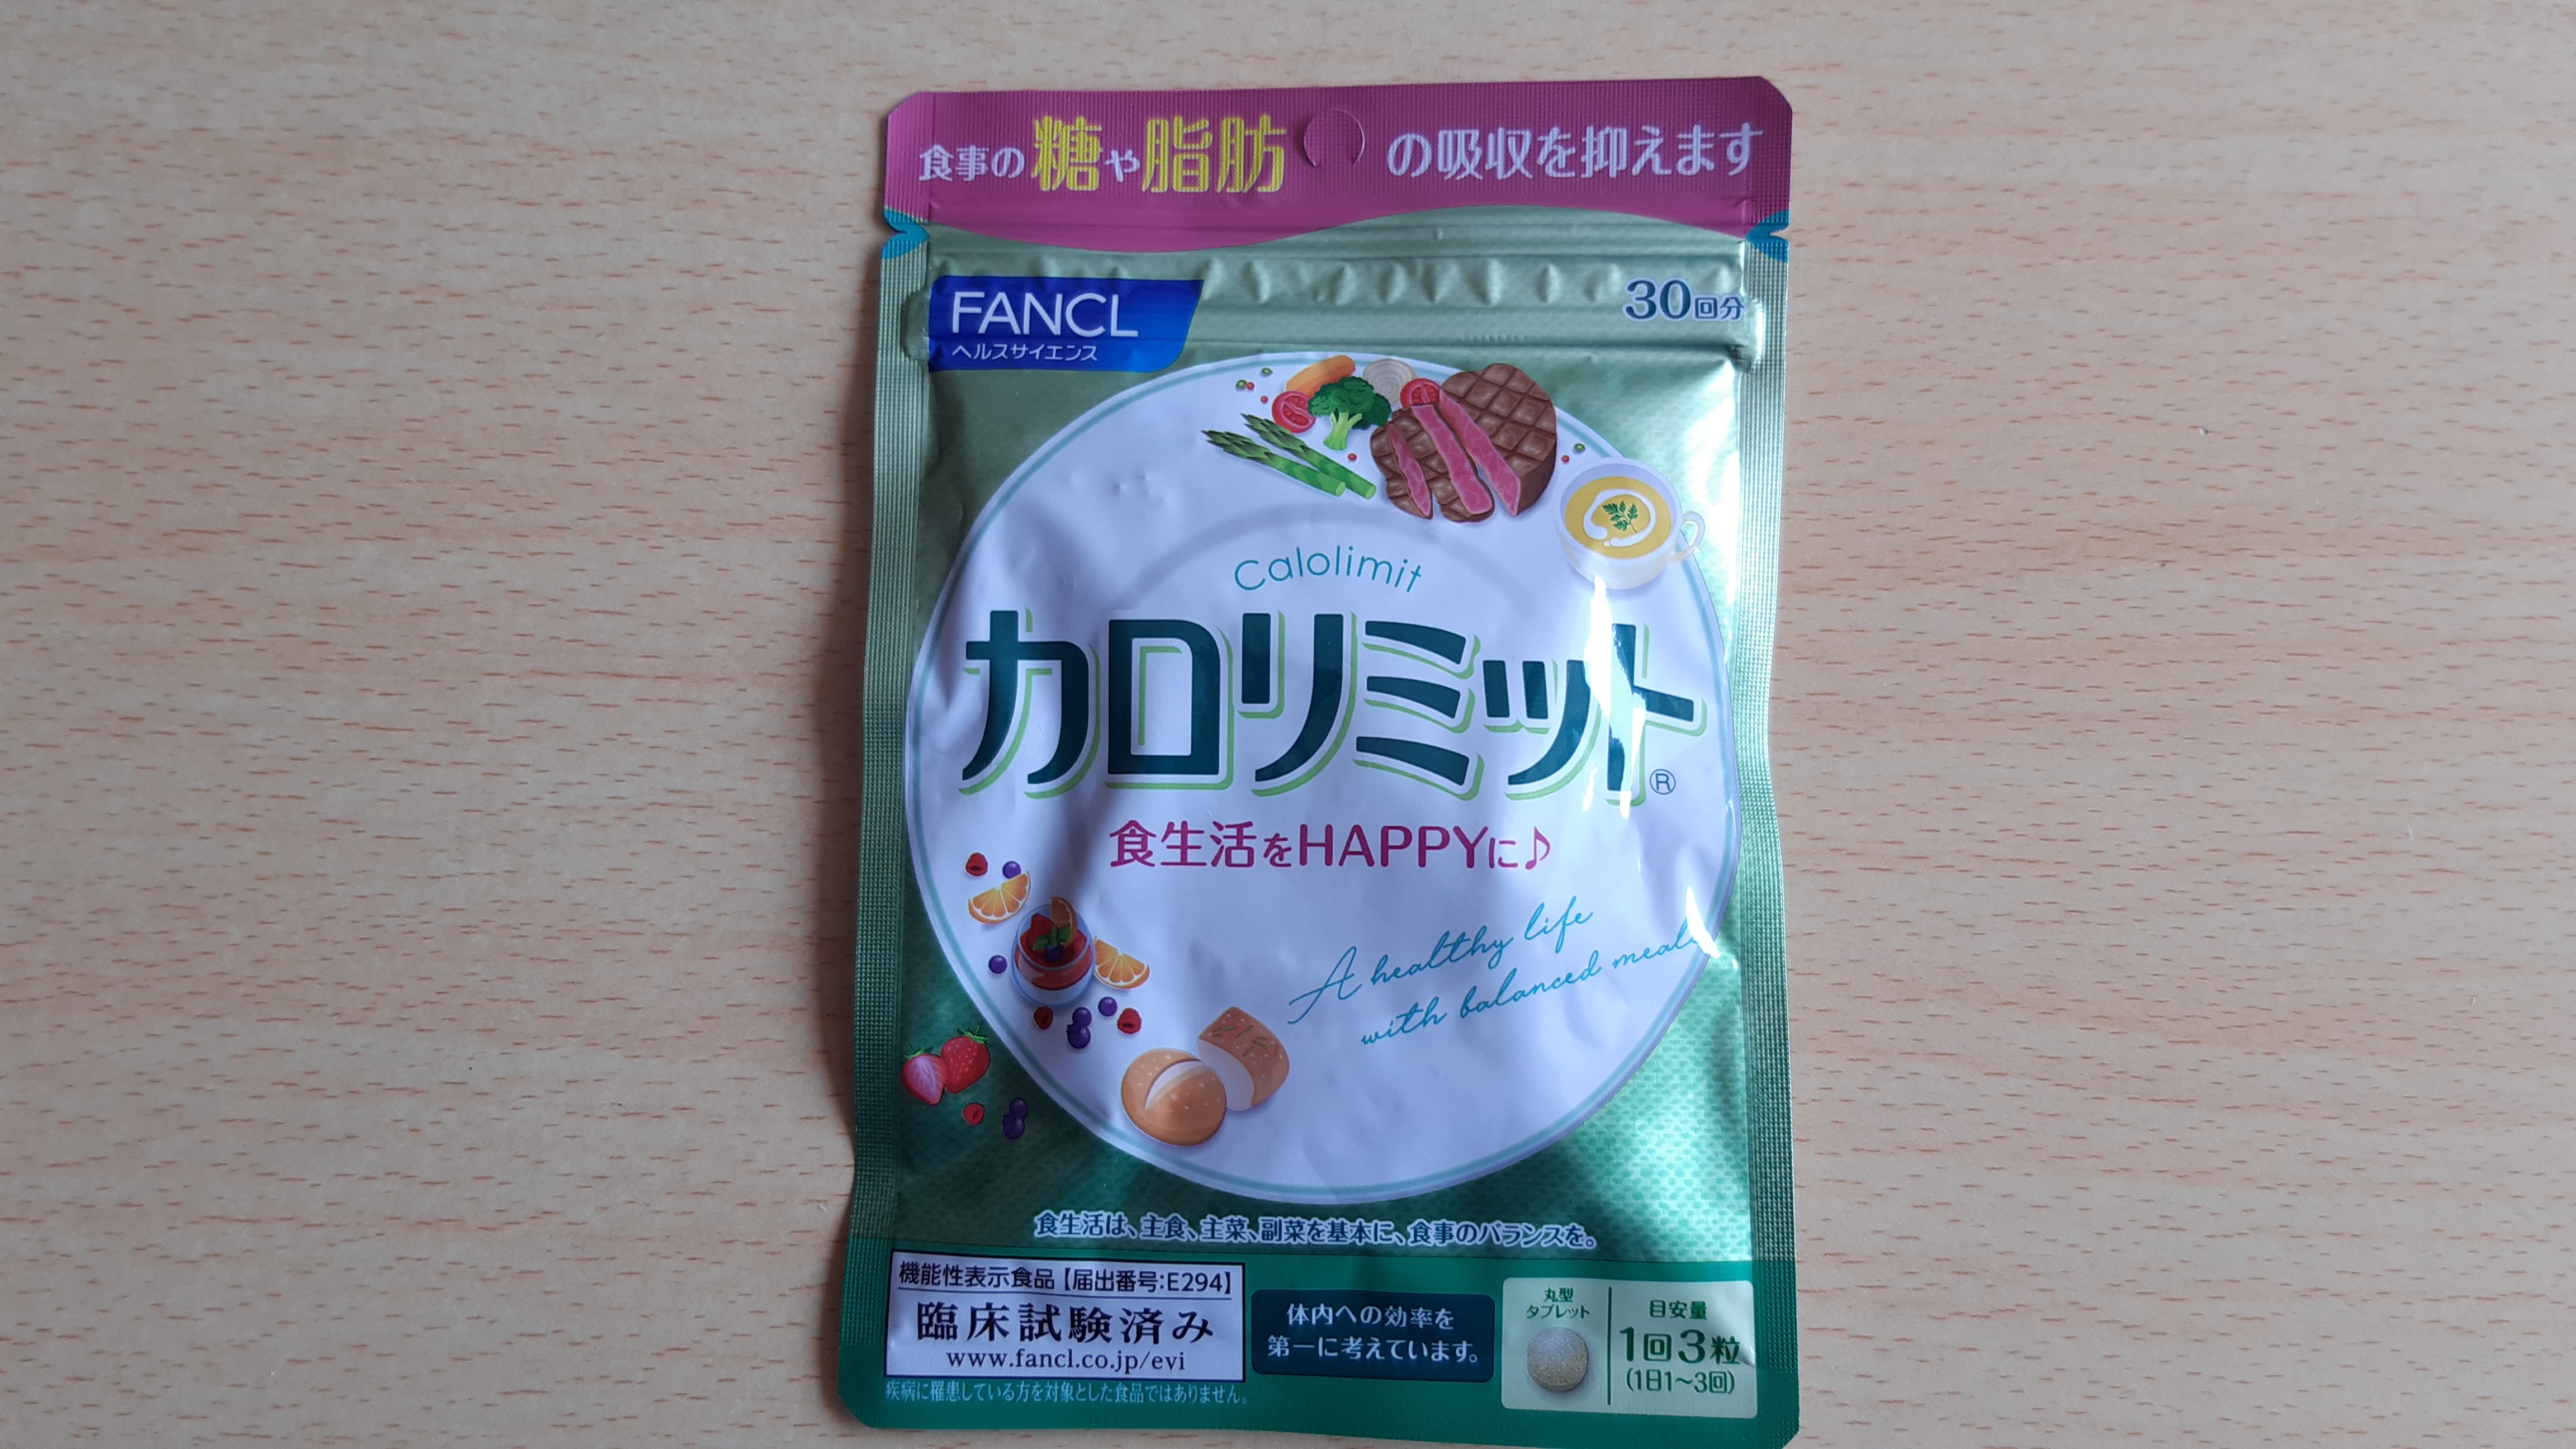 食事の糖や脂肪の吸収を抑えます
FANCL
ヘルスサイエンス
30回分
Calolimit
カロリミット®
食生活をHAPPYに♪
A healthy life
with balanced meals
食生活は、主食、主菜、副菜を基本に、食事のバランスを。
機能性表示食品【届出番号:E294】
臨床試験済み
www.fancl.co.jp/evi
疾病に罹患している方を対象とした食品ではありません。
体内への効率を
第一に考えています。
丸型
タブレット
目安量
1回3粒
(1日1～3回)